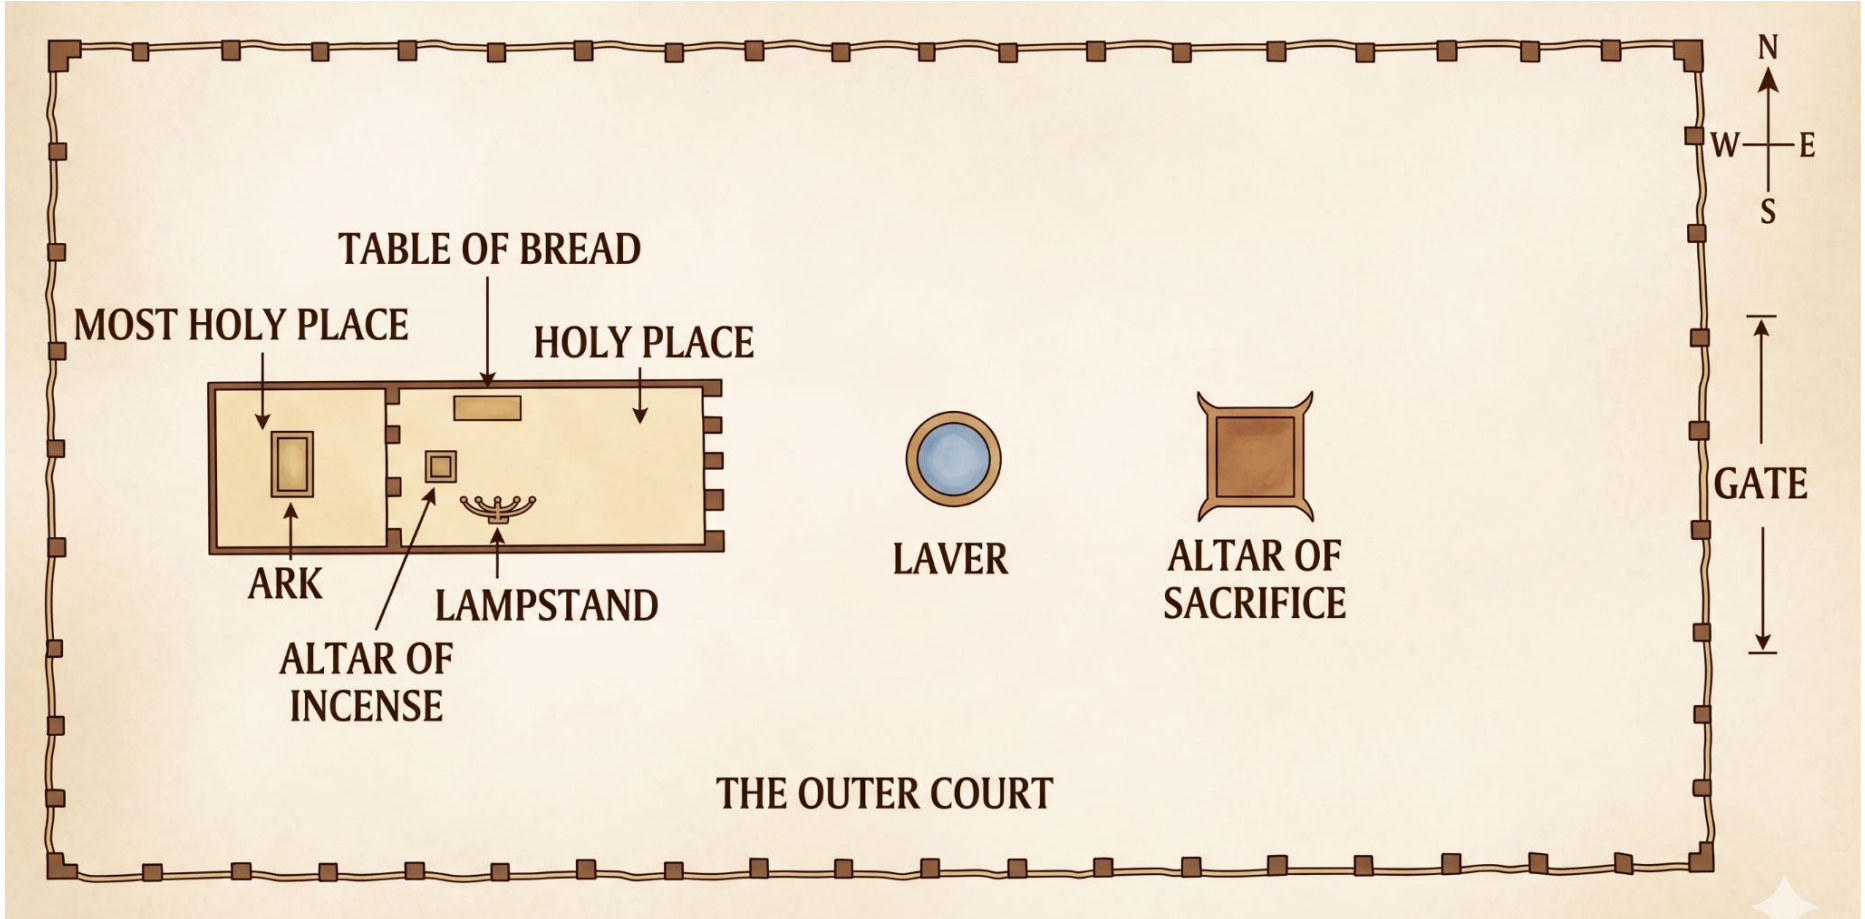 N
W E
S
TABLE OF BREAD
MOST HOLY PLACE
HOLY PLACE
GATE
ARK
LAMPSTAND
LAVER
ALTAR OF
SACRIFICE
ALTAR OF
INCENSE
THE OUTER COURT